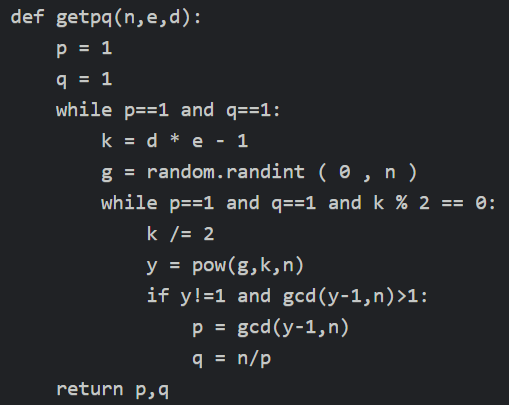 def getpq(n,e,d):
    p = 1
    q = 1
    while p==1 and q==1:
        k = d * e - 1
        g = random.randint ( 0 , n )
        while p==1 and q==1 and k % 2 == 0:
            k /= 2
            y = pow(g,k,n)
            if y!=1 and gcd(y-1,n)>1:
                p = gcd(y-1,n)
                q = n/p
    return p,q